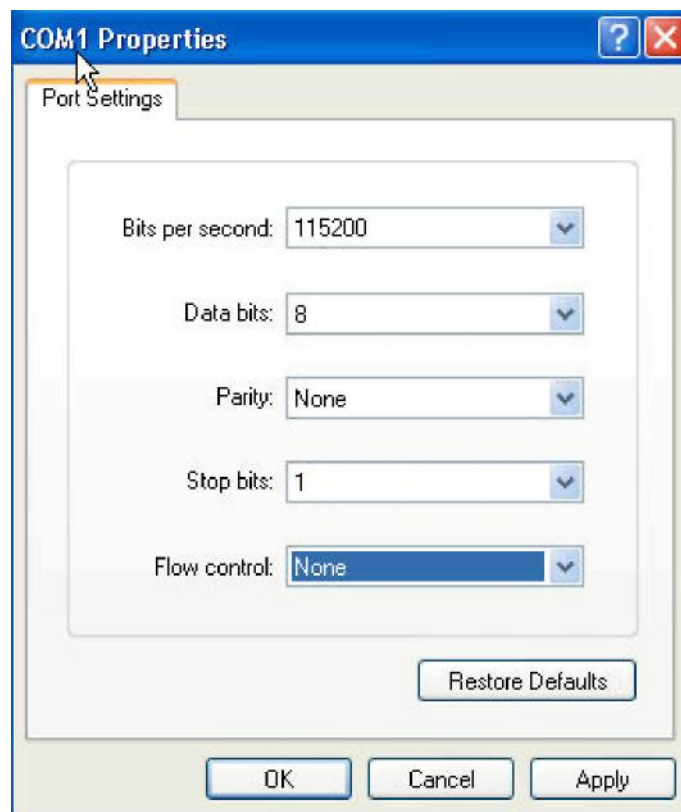 COM1 Properties
Port Settings
Bits per second: 115200
Data bits: 8
Parity: None
Stop bits: 1
Flow control: None
Restore Defaults
OK Cancel Apply